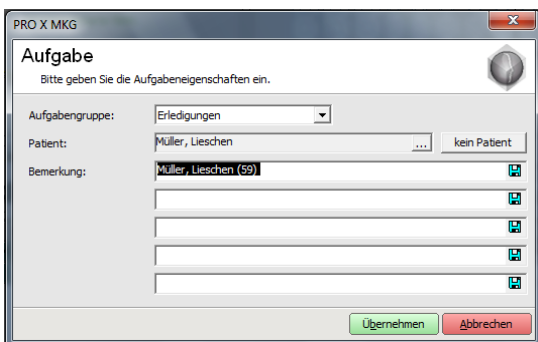 PRO X MKG
Aufgabe
Bitte geben Sie die Aufgabeneigenschaften ein.
Aufgabengruppe: Erledigungen
Patient: Müller, Lieschen ... kein Patient
Bemerkung: Müller, Lieschen (59)
Übernehmen Abbrechen